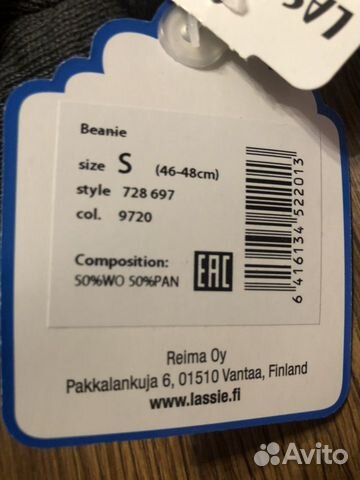 LAS
Beanie
size S (46-48cm)
style 728 697
col. 9720
Composition:
50%WO 50%PAN
EAC
6 416134 522013
Reima Oy
Pakkalankuja 6, 01510 Vantaa, Finland
www.lassie.fi
Avito